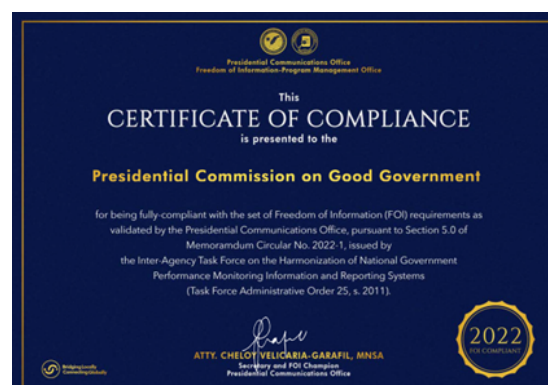 Presidential Communications Office
Freedom of Information-Program Management Office
This
CERTIFICATE OF COMPLIANCE
is presented to the
Presidential Commission on Good Government
for being fully-compliant with the set of Freedom of Information (FOI) requirements as
validated by the Presidential Communications Office, pursuant to Section 5.0 of
Memoramdum Circular No. 2022-1, issued by
the Inter-Agency Task Force on the Harmonization of National Government
Performance Monitoring Information and Reporting Systems
(Task Force Administrative Order 25, s. 2011).
ATTY. CHELOY VELICARIA-GARAFIL, MNSA
Secretary and FOI Champion
Presidential Communications Office
2022
FOI COMPLIANT
BridgingLocally
ConnectingGlobally